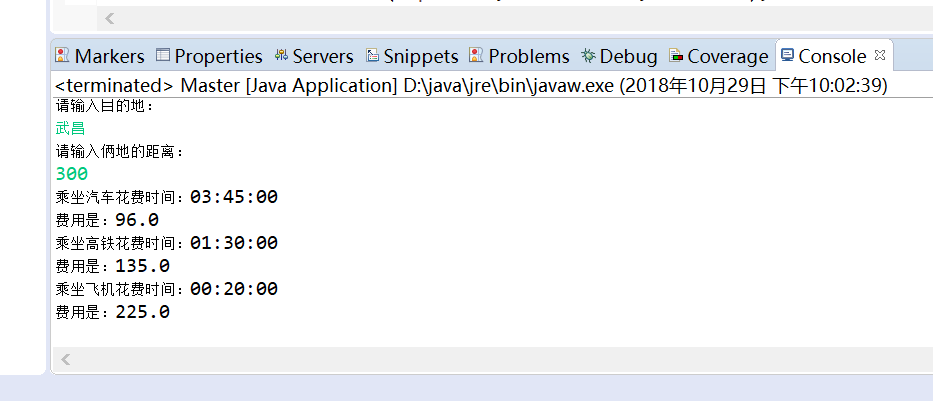 Markers Properties Servers Snippets Problems Debug Coverage Console
<terminated> Master [Java Application] D:\java\jre\bin\javaw.exe (2018年10月29日 下午10:02:39)
请输入目的地：
武昌
请输入俩地的距离：
300
乘坐汽车花费时间：03:45:00
费用是：96.0
乘坐高铁花费时间：01:30:00
费用是：135.0
乘坐飞机花费时间：00:20:00
费用是：225.0